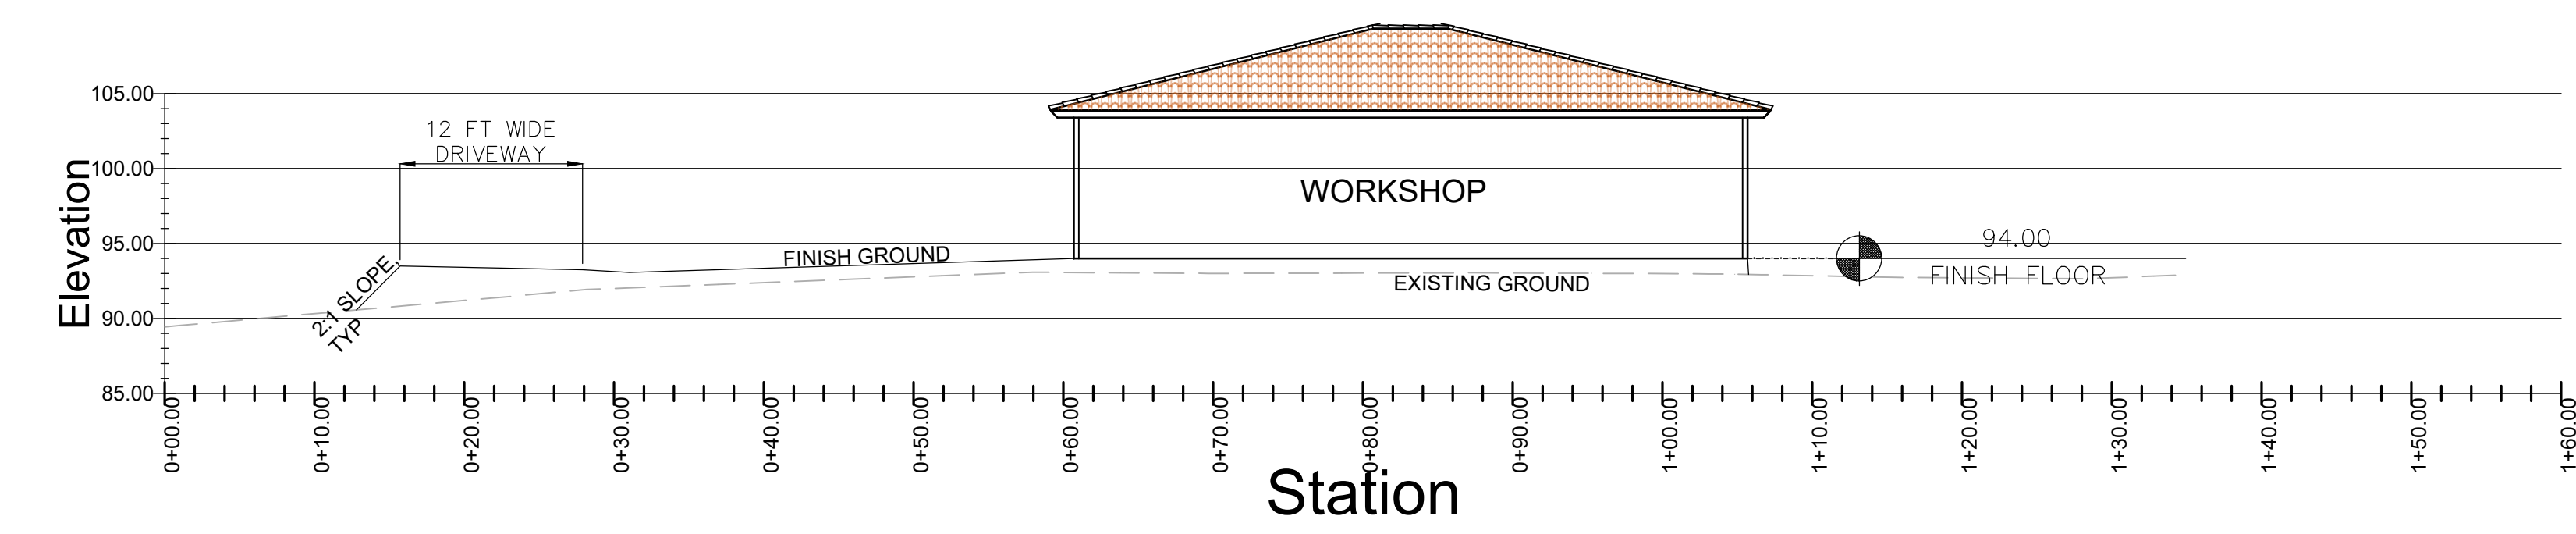 105.00
12 FT WIDE
DRIVEWAY
100.00
Elevation
WORKSHOP
95.00
94.00
FINISH GROUND
2:1 SLOPE,
TYP
FINISH FLOOR
EXISTING GROUND
90.00
85.00
0+00.00
0+10.00
0+20.00
0+30.00
0+40.00
0+50.00
0+60.00
0+70.00
0+80.00
0+90.00
1+00.00
1+10.00
1+20.00
1+30.00
1+40.00
1+50.00
1+60.00
Station